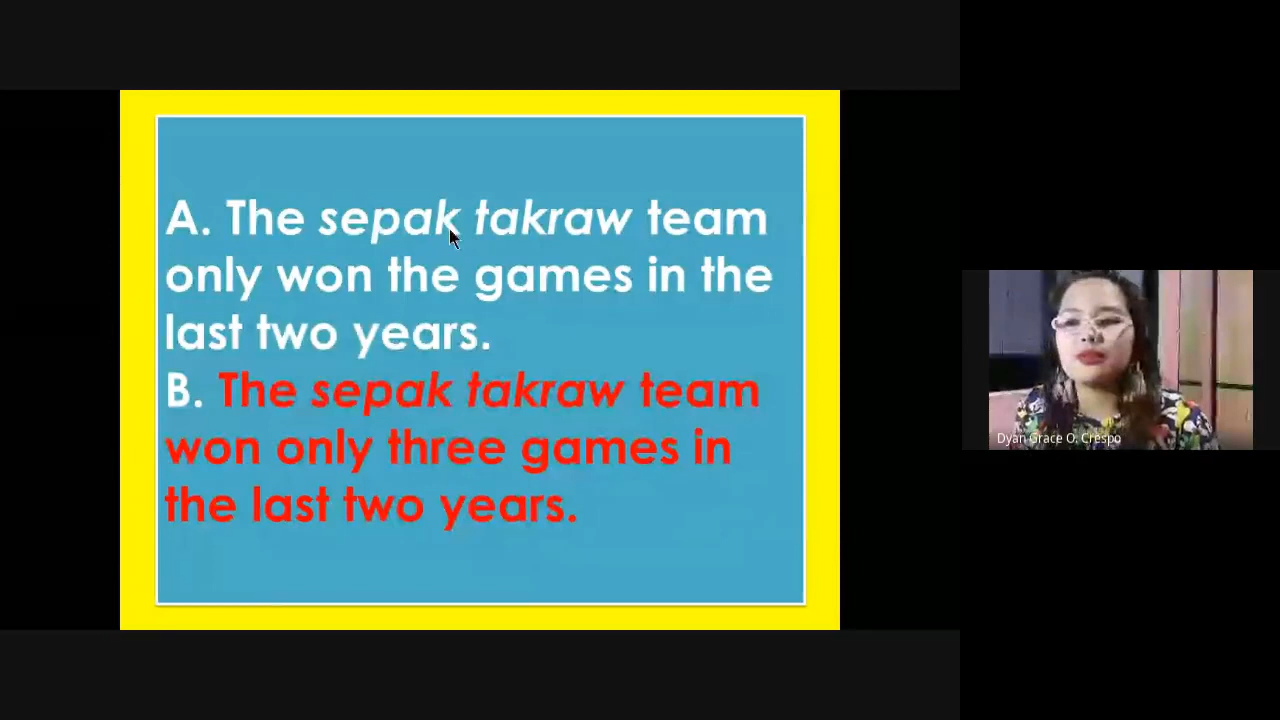 A. The sepak takraw team
only won the games in the
last two years.
B. The sepak takraw team
won only three games in
the last two years.
Dyan Grace O. Crespo